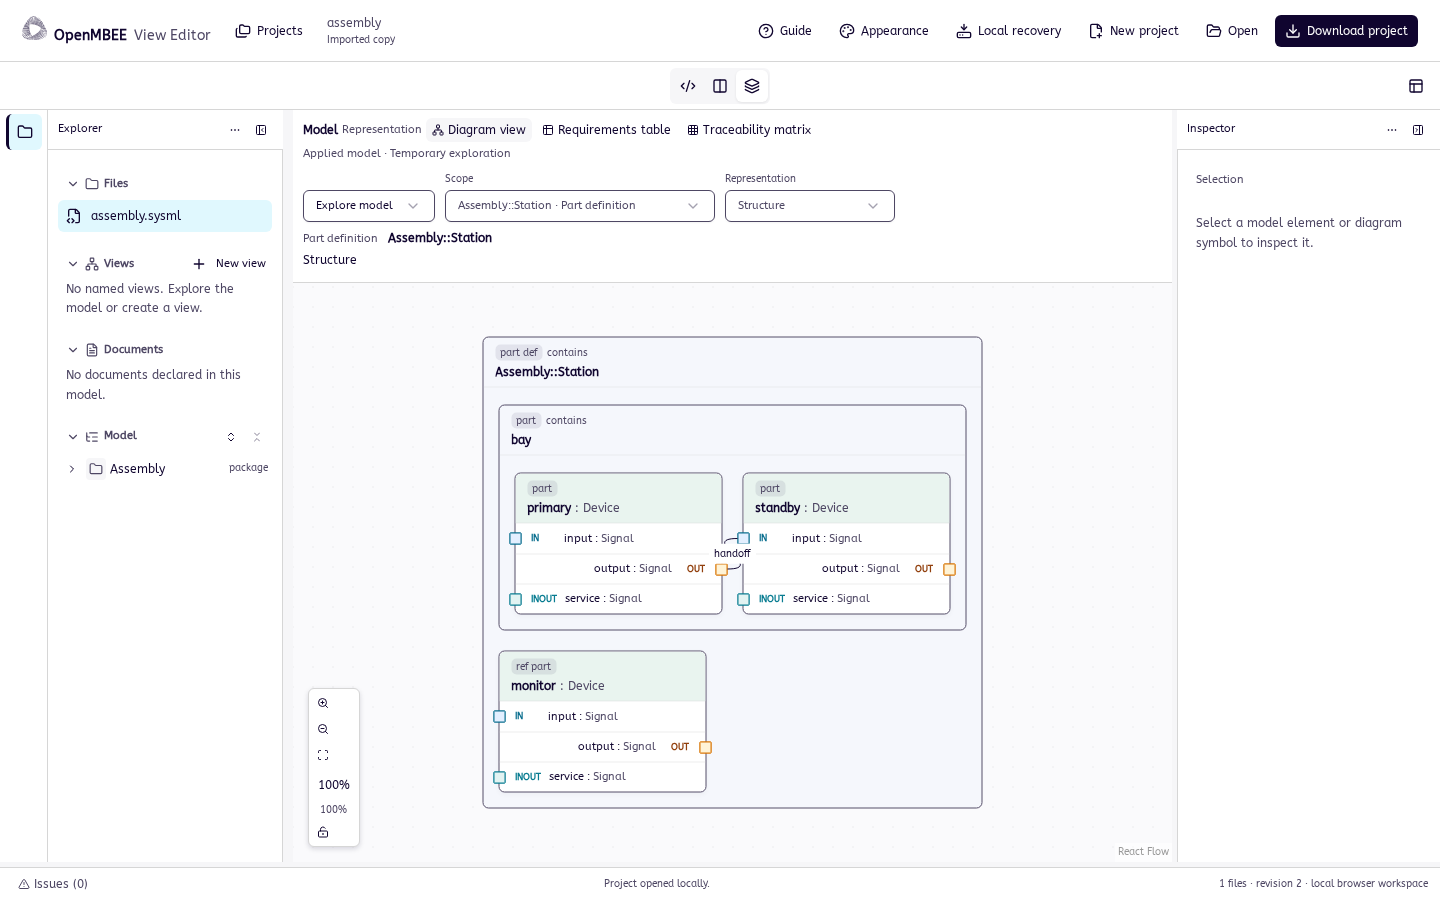 OpenMBEE View Editor
Projects
assembly
Imported copy
Guide
Appearance
Local recovery
New project
Open
Download project
Explorer
Files
assembly.sysml
Views
New view
No named views. Explore the
model or create a view.
Documents
No documents declared in this
model.
Model
Assembly package
Model Representation Diagram view Requirements table Traceability matrix
Applied model · Temporary exploration
Scope
Representation
Explore model
Assembly::Station · Part definition
Structure
Part definition Assembly::Station
Structure
part def contains
Assembly::Station
part contains
bay
part
primary : Device
IN input : Signal
output : Signal OUT
INOUT service : Signal
handoff
part
standby : Device
IN input : Signal
output : Signal OUT
INOUT service : Signal
ref part
monitor : Device
IN input : Signal
output : Signal OUT
INOUT service : Signal
100%
100%
React Flow
Inspector
Selection
Select a model element or diagram
symbol to inspect it.
Issues (0)
Project opened locally.
1 files · revision 2 · local browser workspace